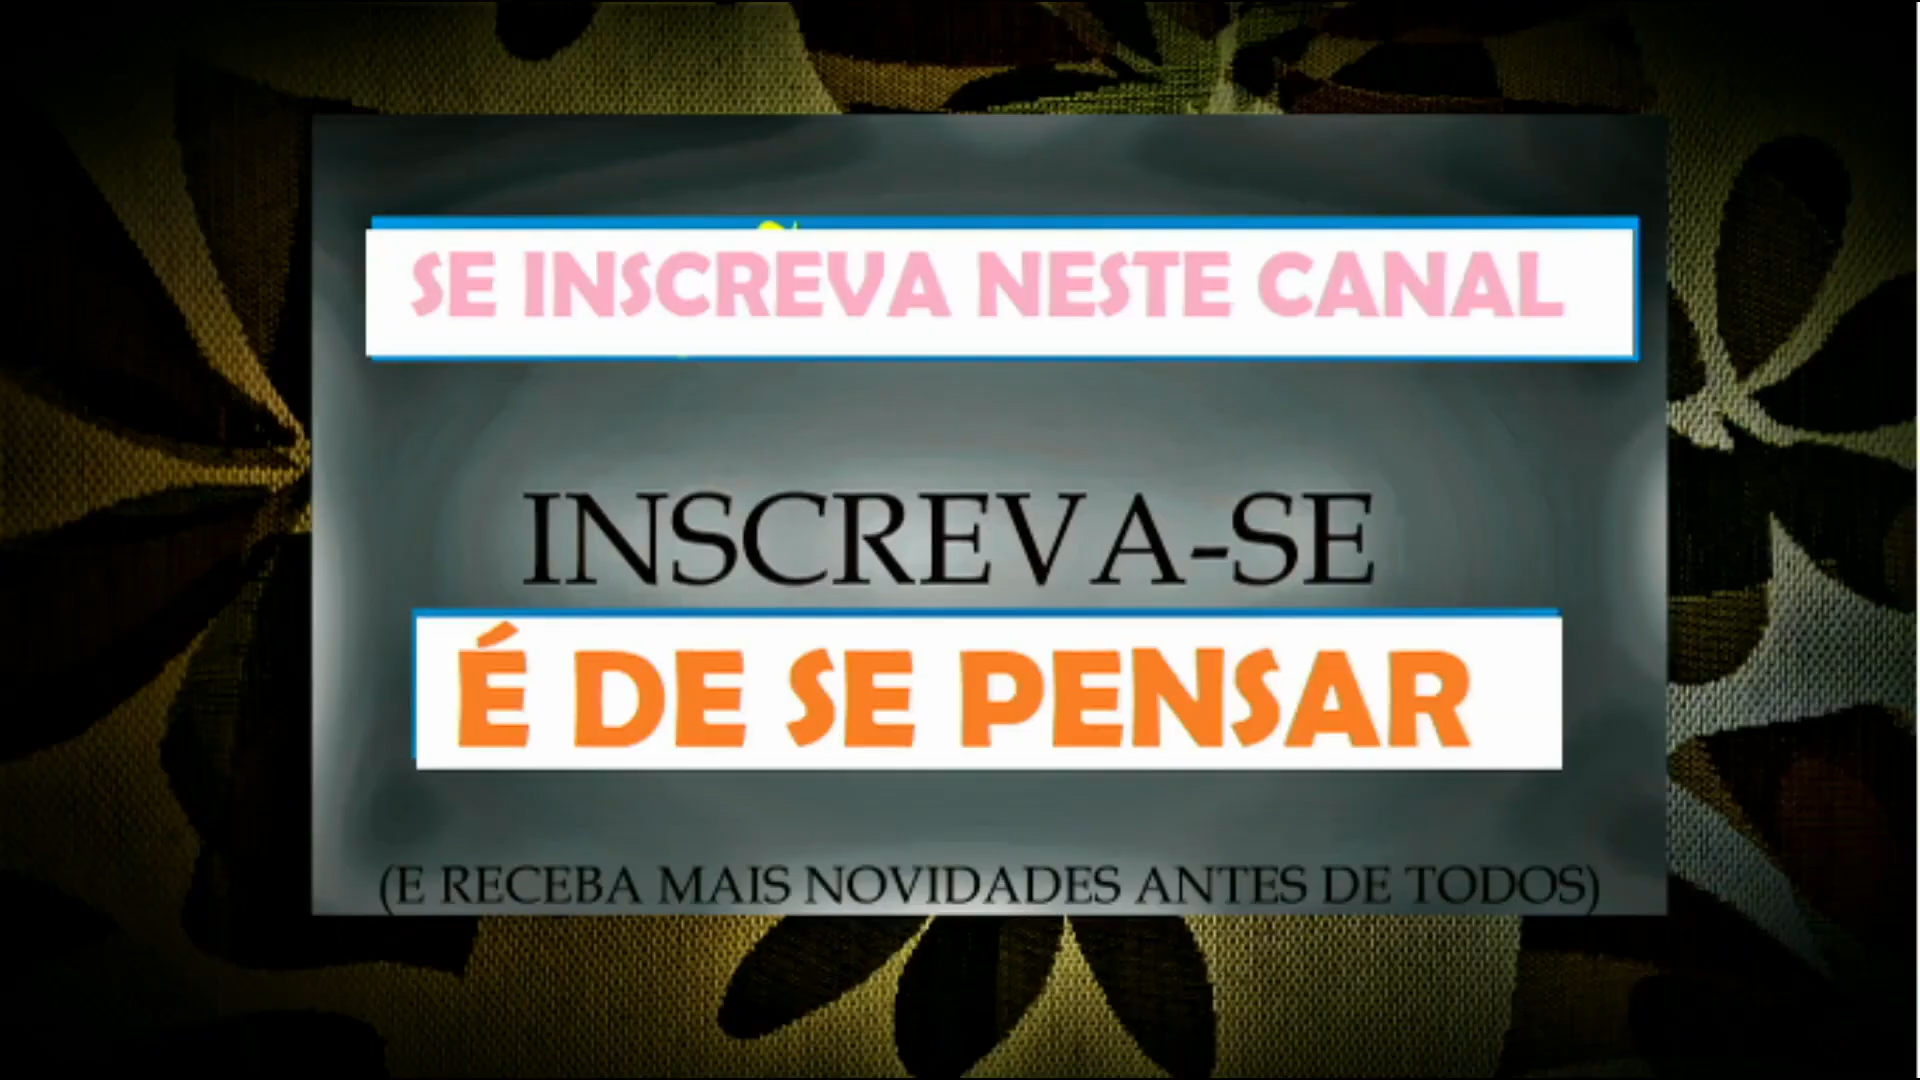 SE INSCREVA NESTE CANAL
INSCREVA-SE
É DE SE PENSAR
(E RECEBA MAIS NOVIDADES ANTES DE TODOS)